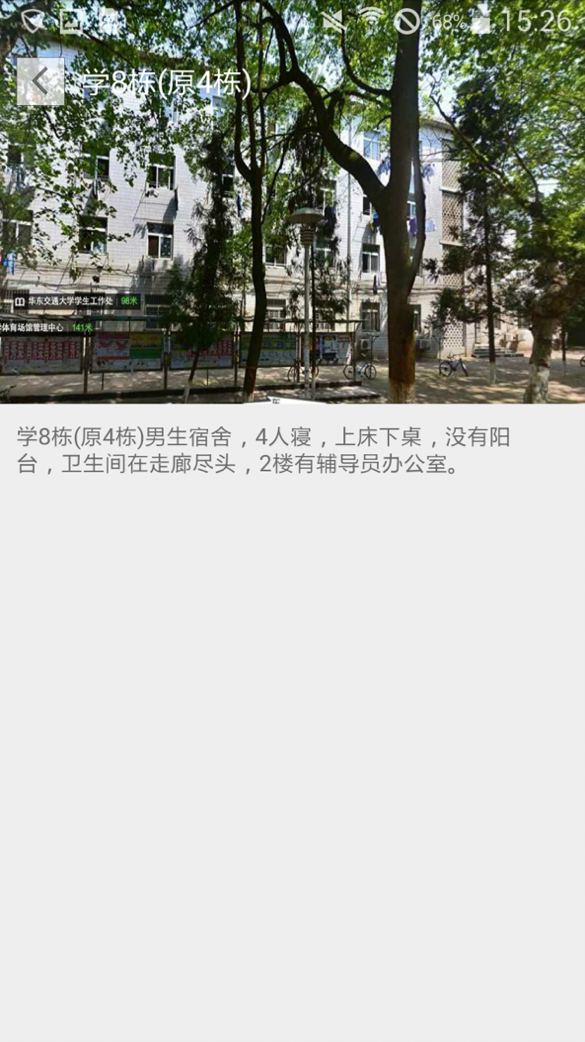 68% 15:26
学8栋(原4栋)
华东交通大学学生工作处 98米
体育场馆管理中心 141米
东
学8栋(原4栋)男生宿舍，4人寝，上床下桌，没有阳
台，卫生间在走廊尽头，2楼有辅导员办公室。